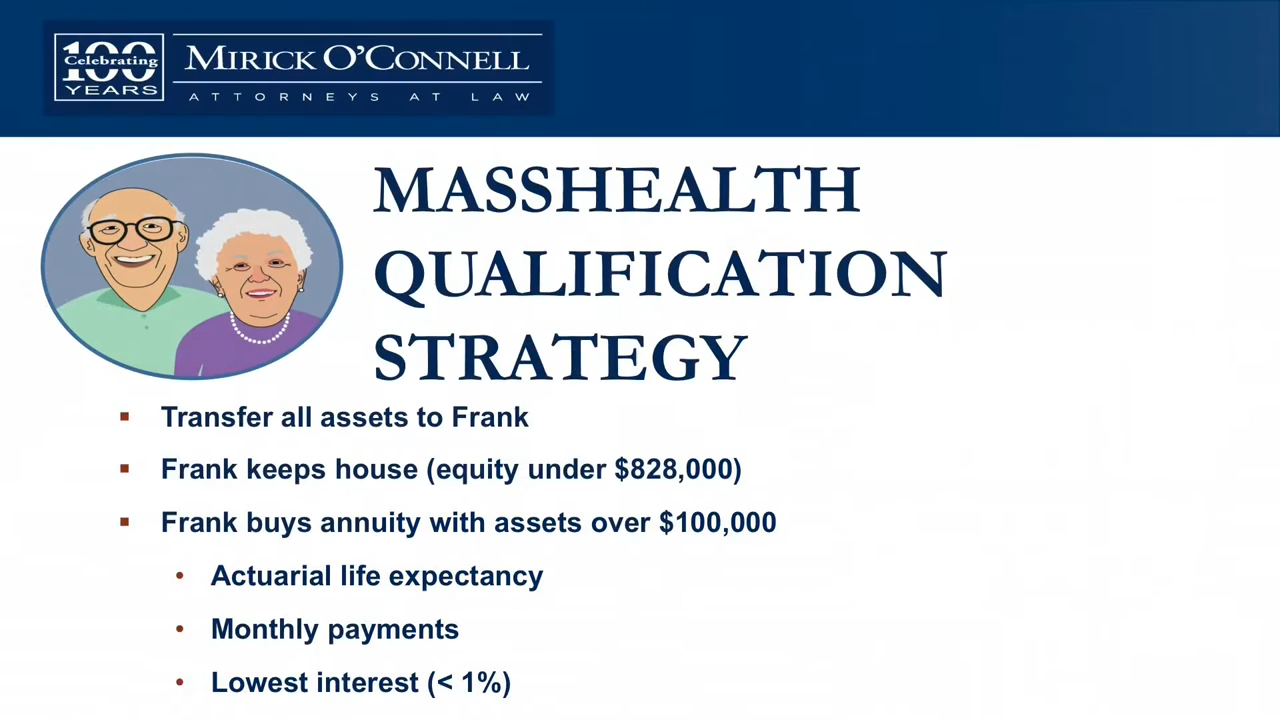 100
Celebrating
YEARS
MIRICK O'CONNELL
ATTORNEYS AT LAW
MASSHEALTH
QUALIFICATION
STRATEGY
▪ Transfer all assets to Frank
▪ Frank keeps house (equity under $828,000)
▪ Frank buys annuity with assets over $100,000
• Actuarial life expectancy
• Monthly payments
• Lowest interest (< 1%)